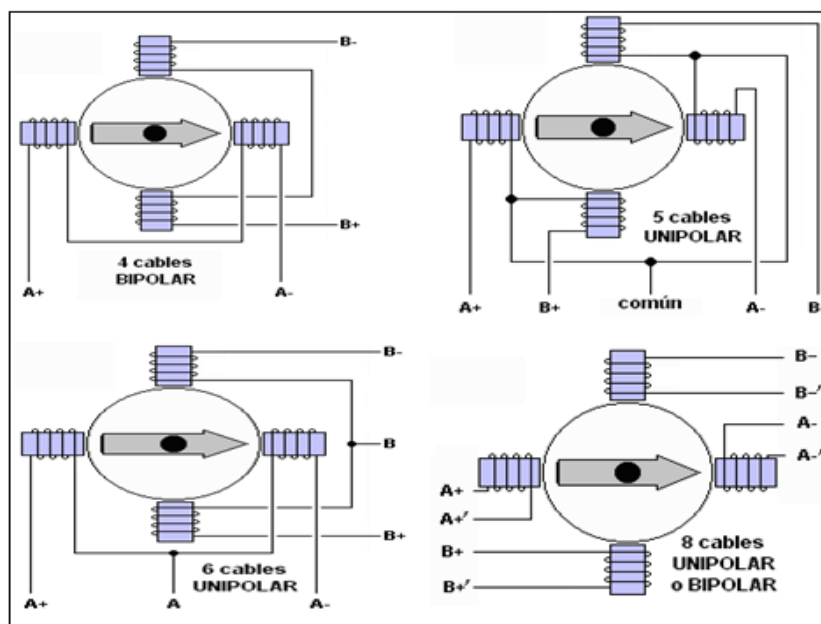 B-
B+
4 cables
BIPOLAR
A+
A-
5 cables
UNIPOLAR
A+
B+
común
A-
B
B-
B
B+
6 cables
UNIPOLAR
A+
A
A-
B-
B-′
A-
A-′
A+
A+′
B+
B+′
8 cables
UNIPOLAR
o BIPOLAR